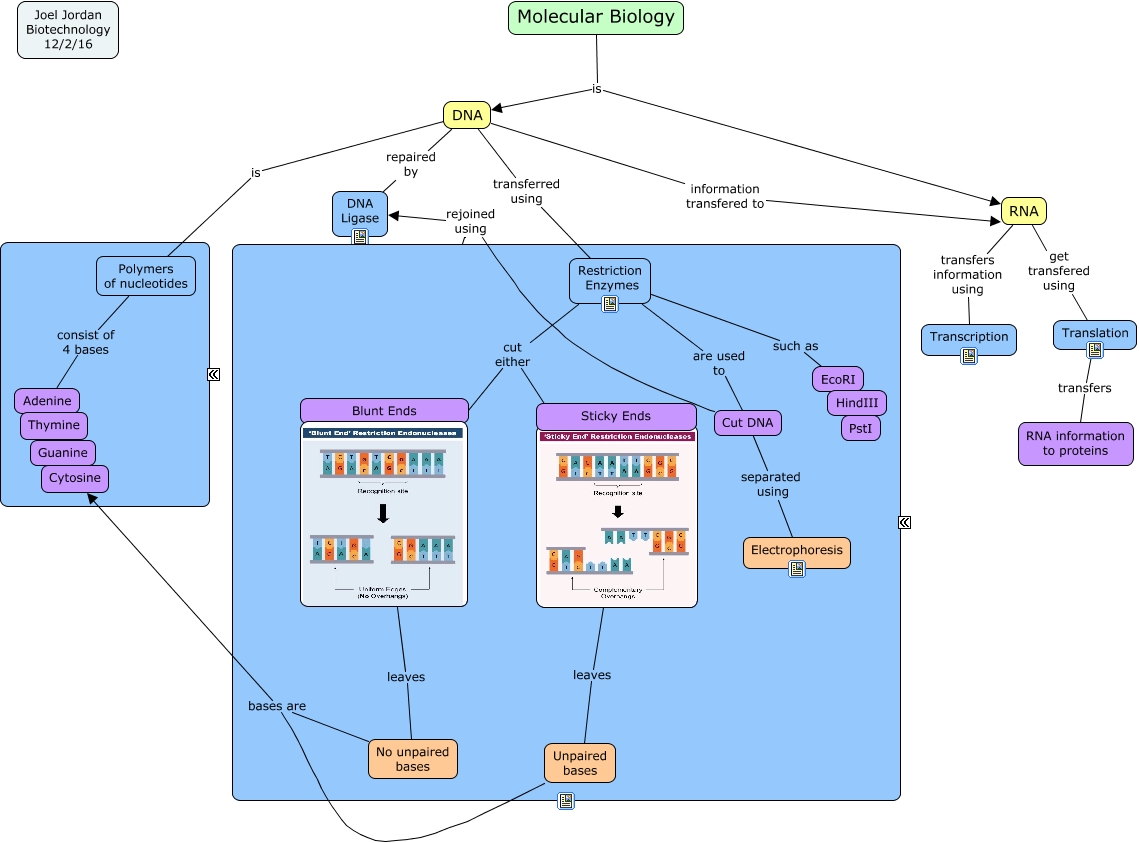 Joel Jordan
Biotechnology
12/2/16
Molecular Biology
is
DNA
is
repaired
by
transferred
using
information
transfered to
RNA
DNA
Ligase
rejoined
using
transfers
information
using
get
transfered
using
Polymers
of nucleotides
Restriction
Enzymes
Transcription
Translation
consist of
4 bases
cut
either
are used
to
such as
transfers
Adenine
Thymine
Guanine
Cytosine
EcoRI
HindIII
PstI
Blunt Ends
Sticky Ends
Cut DNA
RNA information
to proteins
'Blunt End' Restriction Endonucleases
Recognition site
Uniform Edges
(No Overhangs)
'Sticky End' Restriction Endonucleases
Recognition site
Complementary
Overhangs
separated
using
Electrophoresis
leaves
leaves
bases are
No unpaired
bases
Unpaired
bases